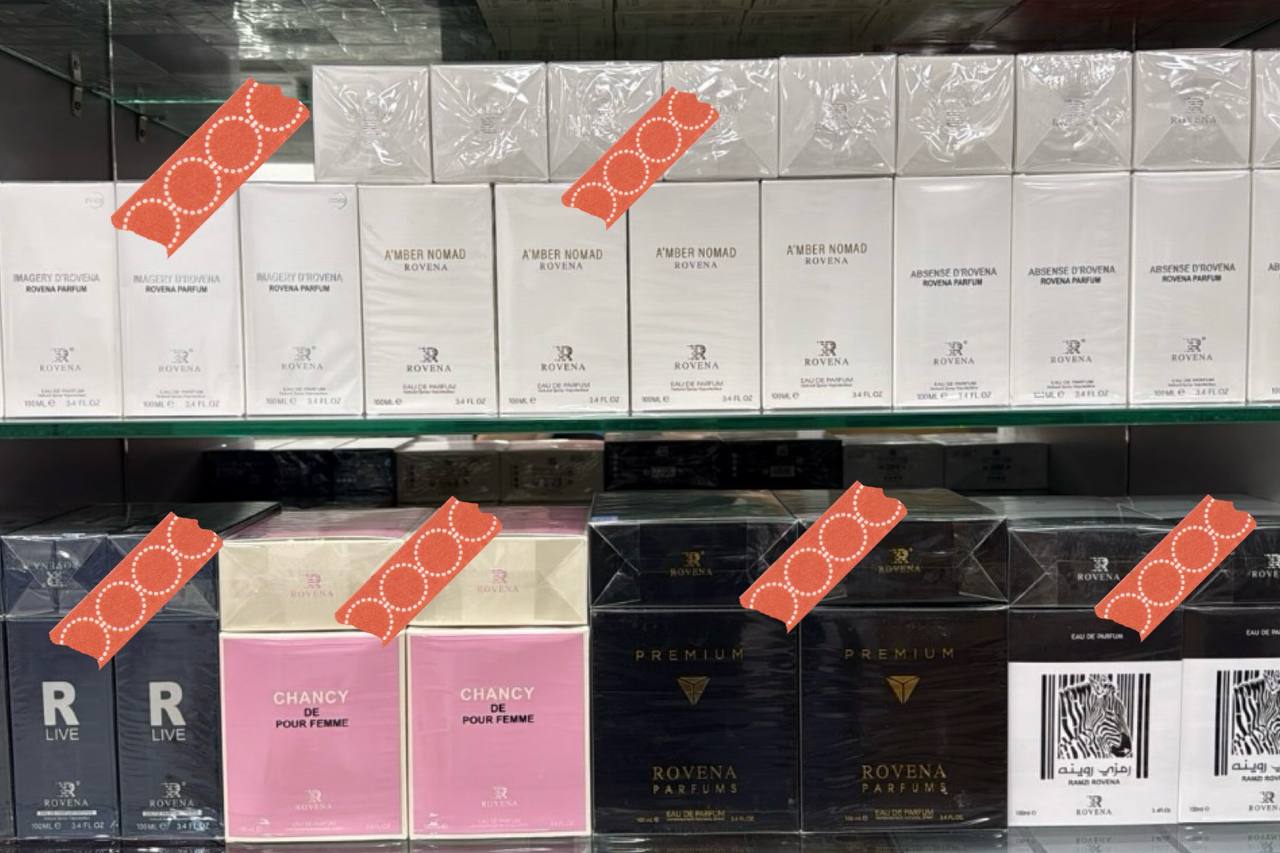 ROVENA
IMAGERY D'ROVENA
ROVENA PARFUM
ROVENA
EAU DE PARFUM
100ML e 3.4 FL OZ
IMAGERY D'ROVENA
ROVENA PARFUM
ROVENA
EAU DE PARFUM
100ML e 3.4 FL.OZ
IMAGERY D'ROVENA
ROVENA PARFUM
ROVENA
EAU DE PARFUM
100ML e 3.4 FL.OZ
A'MBER NOMAD
ROVENA
R ROVENA
EAU DE PARFUM
100ML e 3.4 FL.OZ
A'MBER NOMAD
ROVENA
R ROVENA
EAU DE PARFUM
100ML e 3.4 FL.OZ
A'MBER NOMAD
ROVENA
R ROVENA
EAU DE PARFUM
100ML e 3.4 FL.OZ
A'MBER NOMAD
ROVENA
R ROVENA
EAU DE PARFUM
100ML e 3.4 FL.OZ
ABSENSE D'ROVENA
ROVENA PARFUM
ROVENA
EAU DE PARFUM
100ML e 3.4 FL.OZ
ABSENSE D'ROVENA
ROVENA PARFUM
ROVENA
EAU DE PARFUM
100ML e 3.4 FL.OZ
ABSENSE D'ROVENA
ROVENA PARFUM
ROVENA
EAU DE PARFUM
100ML e 3.4 FL.OZ
ROVENA
R
LIVE
ROVENA
100ML e 3.4 FL OZ
R
LIVE
ROVENA
100ML e 3.4 FL OZ
ROVENA
CHANCY
DE
POUR FEMME
ROVENA
ROVENA
CHANCY
DE
POUR FEMME
ROVENA
ROVENA
PREMIUM
ROVENA
PARFUMS
EAU DE PARFUM
ROVENA
PREMIUM
ROVENA
PARFUMS
EAU DE PARFUM
ROVENA
EAU DE PARFUM
رمزي روينه
RAMZI ROVENA
ROVENA